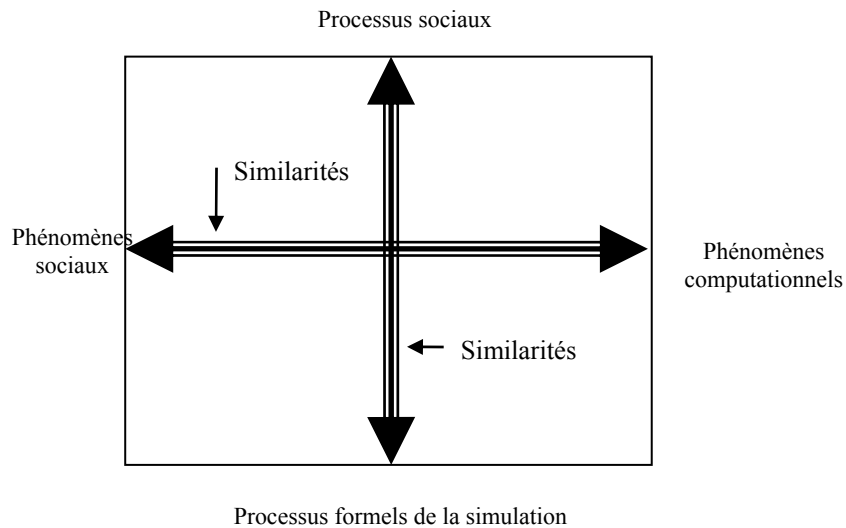 Processus sociaux
Similarités
Phénomènes
sociaux
Phénomènes
computationnels
Similarités
Processus formels de la simulation